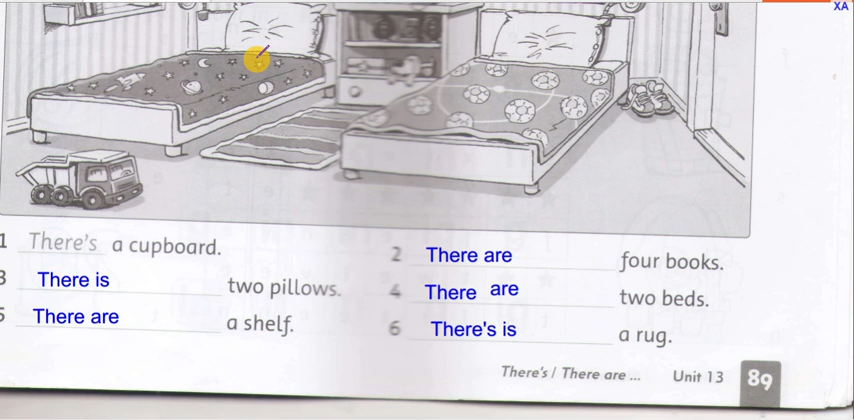 XA
1 There's a cupboard. 2 There are four books.
3 There is two pillows. 4 There are two beds.
5 There are a shelf. 6 There's is a rug.
There's / There are ... Unit 13 89